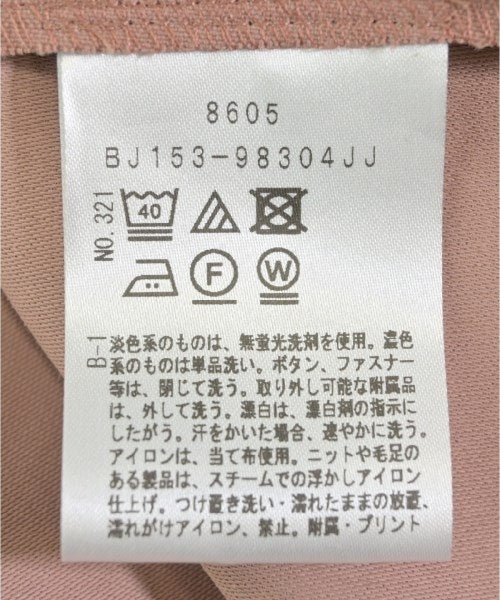 8605
BJ153-98304JJ
NO.321
40
F
W
B-1
淡色系のものは、無蛍光洗剤を使用。濃色
系のものは単品洗い。ボタン、ファスナー
等は、閉じて洗う。取り外し可能な附属品
は、外して洗う。漂白は、漂白剤の指示に
したがう。汗をかいた場合、速やかに洗う。
アイロンは、当て布使用。ニットや毛足の
ある製品は、スチームでの浮かしアイロン
仕上げ。つけ置き洗い・濡れたままの放置、
濡れがけアイロン、禁止。附属・プリント